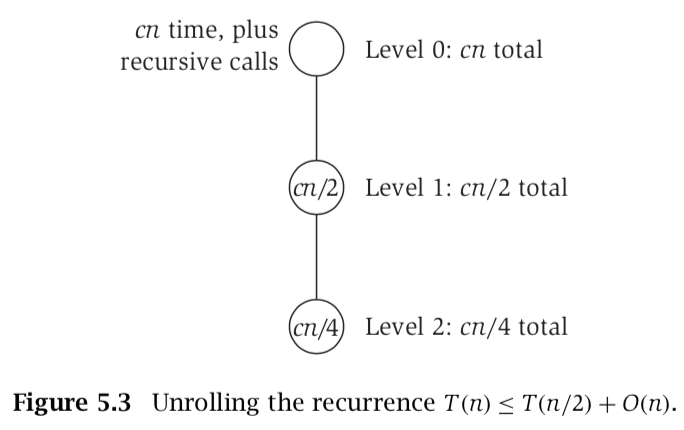 cn time, plus
recursive calls
Level 0: cn total
cn/2
Level 1: cn/2 total
cn/4
Level 2: cn/4 total
Figure 5.3 Unrolling the recurrence T(n) ≤ T(n/2) + O(n).